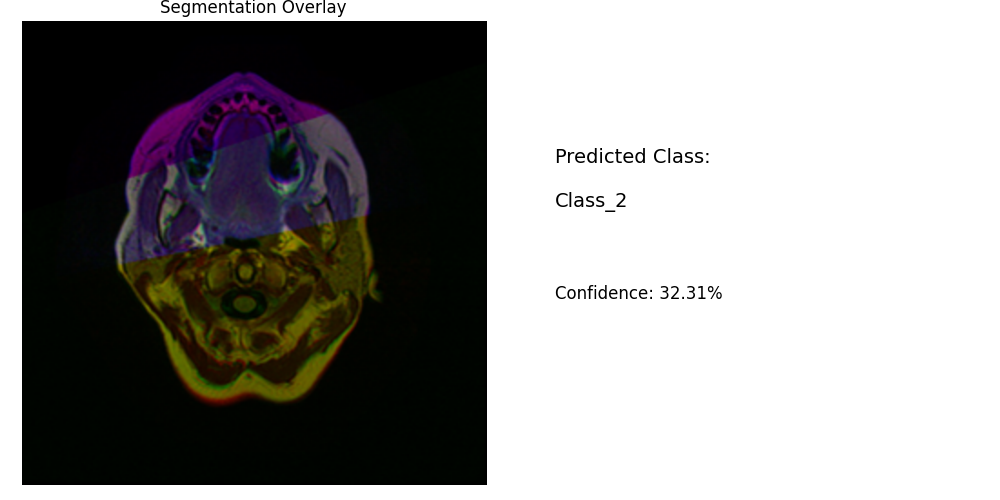 Segmentation Overlay
Predicted Class:
Class_2
Confidence: 32.31%